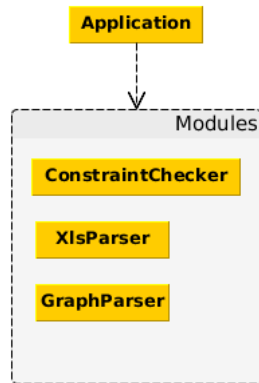 Application
Modules
ConstraintChecker
XlsParser
GraphParser